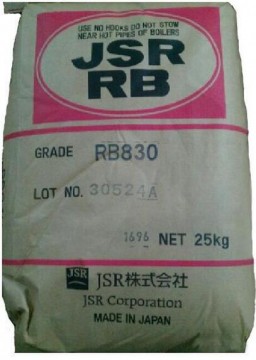 USE NO HOOKS DO NOT STOW
NEAR HOT PIPES OF BOILERS
JSR
RB
GRADE RB830
LOT NO. 30524A
1696 NET 25kg
JSR JSR株式会社
JSR Corporation
MADE IN JAPAN